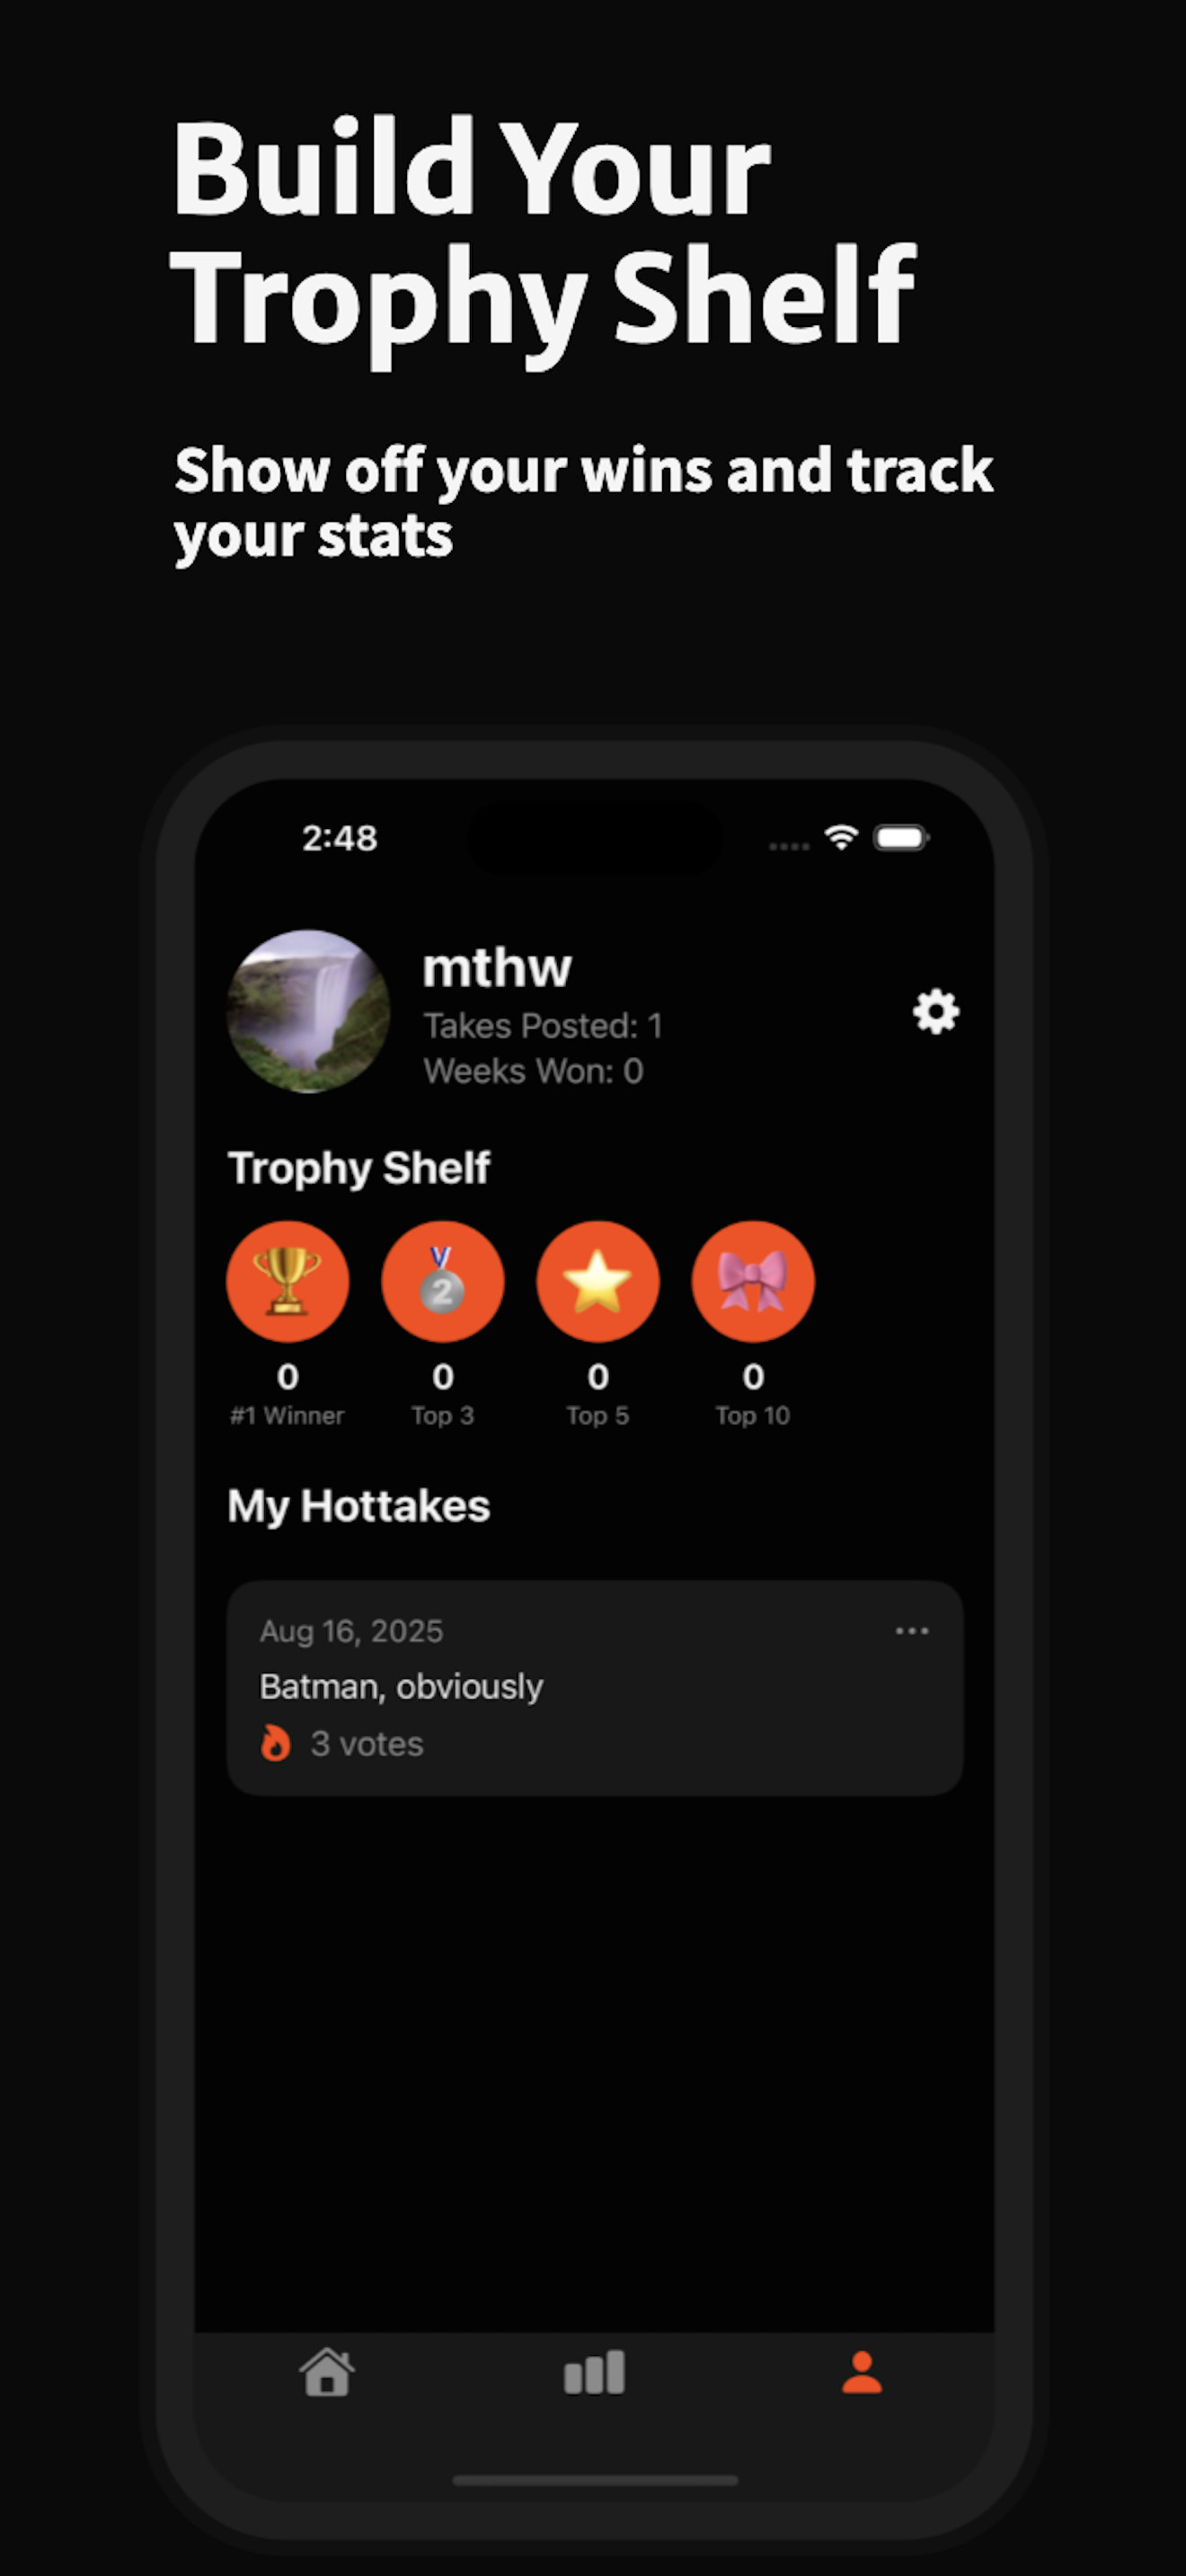 Build Your
Trophy Shelf
Show off your wins and track
your stats
2:48
mthw
Takes Posted: 1
Weeks Won: 0
Trophy Shelf
2
0 0 0 0
#1 Winner Top 3 Top 5 Top 10
My Hottakes
Aug 16, 2025
Batman, obviously
3 votes